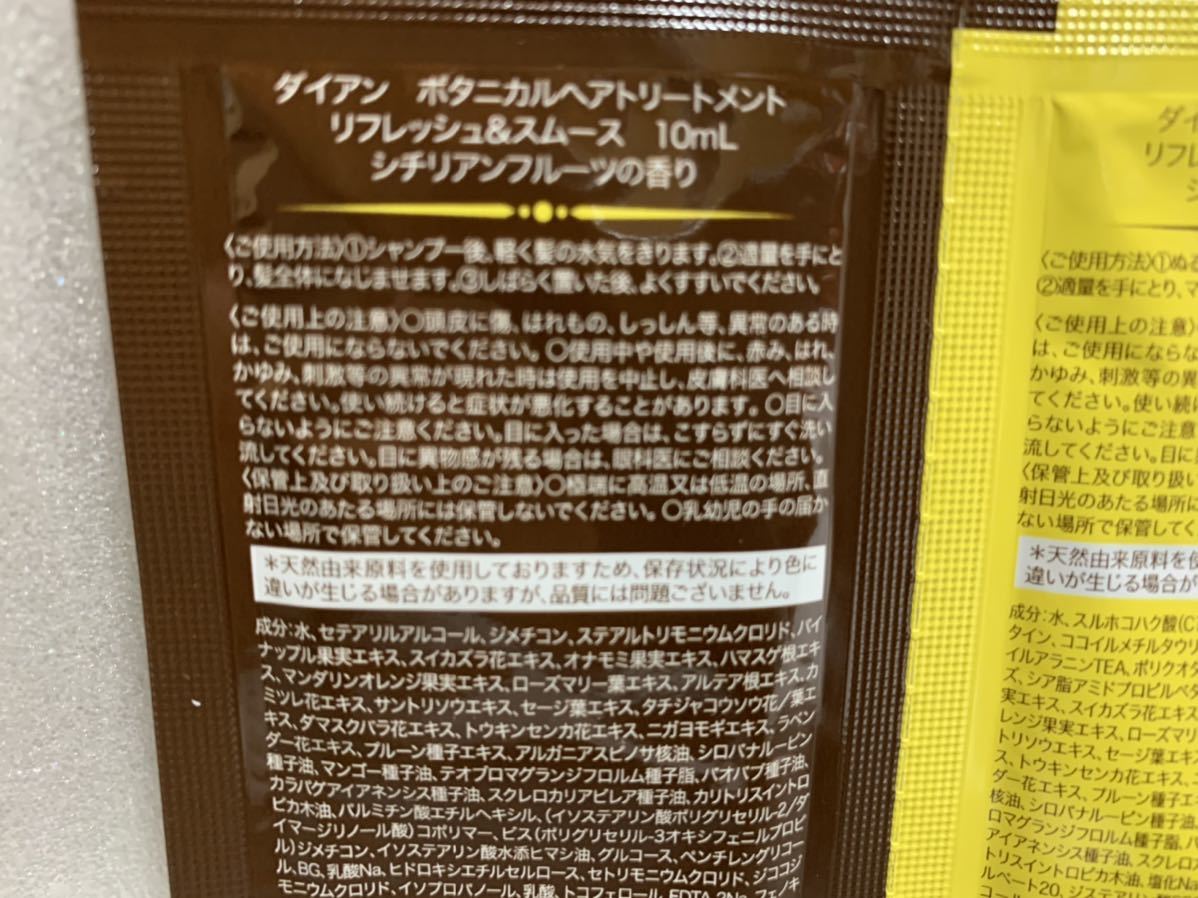 ダイアン ボタニカルヘアトリートメント
リフレッシュ&スムース 10mL
シチリアンフルーツの香り
〈ご使用方法〉①シャンプー後、軽く髪の水気をきります。②適量を手にと
り、髪全体になじませます。③しばらく置いた後、よくすすいでください。
〈ご使用上の注意〉〇頭皮に傷、はれもの、しっしん等、異常のある時
は、ご使用にならないでください。〇使用中や使用後に、赤み、はれ、
かゆみ、刺激等の異常が現れた時は使用を中止し、皮膚科医へ相談し
てください。使い続けると症状が悪化することがあります。〇目に入
らないようにご注意ください。目に入った場合は、こすらずにすぐ洗い
流してください。目に異物感が残る場合は、眼科医にご相談ください。
〈保管上及び取り扱い上のご注意〉〇極端に高温又は低温の場所、直
射日光のあたる場所には保管しないでください。〇乳幼児の手の届か
ない場所で保管してください。
＊天然由来原料を使用しておりますため、保存状況により色に
違いが生じる場合がありますが、品質には問題ございません。
成分:水、セテアリルアルコール、ジメチコン、ステアルトリモニウムクロリド、パイ
ナップル果実エキス、スイカズラ花エキス、オナモミ果実エキス、ハマスゲ根エキ
ス、マンダリンオレンジ果実エキス、ローズマリー葉エキス、アルテア根エキス、カ
ミツレ花エキス、サントリソウエキス、セージ葉エキス、タチジャコウソウ花/葉エ
キス、ダマスクバラ花エキス、トウキンセンカ花エキス、ニガヨモギエキス、ラベン
ダー花エキス、プルーン種子エキス、アルガニアスピノサ核油、シロバナルーピン
種子油、マンゴー種子油、テオブロマグランジフロルム種子脂、バオバブ種子油、
カラパグアイアネンシス種子油、スクレロカリアビレア種子油、カリトリスイントロ
ピカ木油、パルミチン酸エチルヘキシル、(イソステアリン酸ポリグリセリル-2/ダ
イマージリノール酸)コポリマー、ビス(ポリグリセリル-3オキシフェニルプロピ
ル)ジメチコン、イソステアリン酸水添ヒマシ油、グルコース、ペンチレングリコー
ル、BG、乳酸Na、ヒドロキシエチルセルロース、セトリモニウムクロリド、ジココジ
モニウムクロリド、イソプロパノール、乳酸、トコフェロール、EDTA-2Na、フェノキ
ダイ
リフレ
シ
〈ご使用方法〉①ぬる
②適量を手にとり、マ
〈ご使用上の注意〉
は、ご使用にならな
かゆみ、刺激等の異
てください。使い続け
らないようにご注意
流してください。目に
〈保管上及び取り扱い
射日光のあたる場所に
ない場所で保管してく
＊天然由来原料を使
違いが生じる場合が
成分:水、スルホコハク酸(C
タイン、ココイルメチルタウリ
イルアラニンTEA、ポリクオ
ズ、シア脂アミドプロピルベ
実エキス、スイカズラ花エキス
レンジ果実エキス、ローズマリ
トリソウエキス、セージ葉エキ
ス、トウキンセンカ花エキス、
ダー花エキス、プルーン種子エ
核油、シロバナルーピン種子油
ロマグランジフロルム種子脂、
アイアネンシス種子油、スクレロ
トリスイントロピカ木油、塩化Na
ルベート20、ジステアリン酸